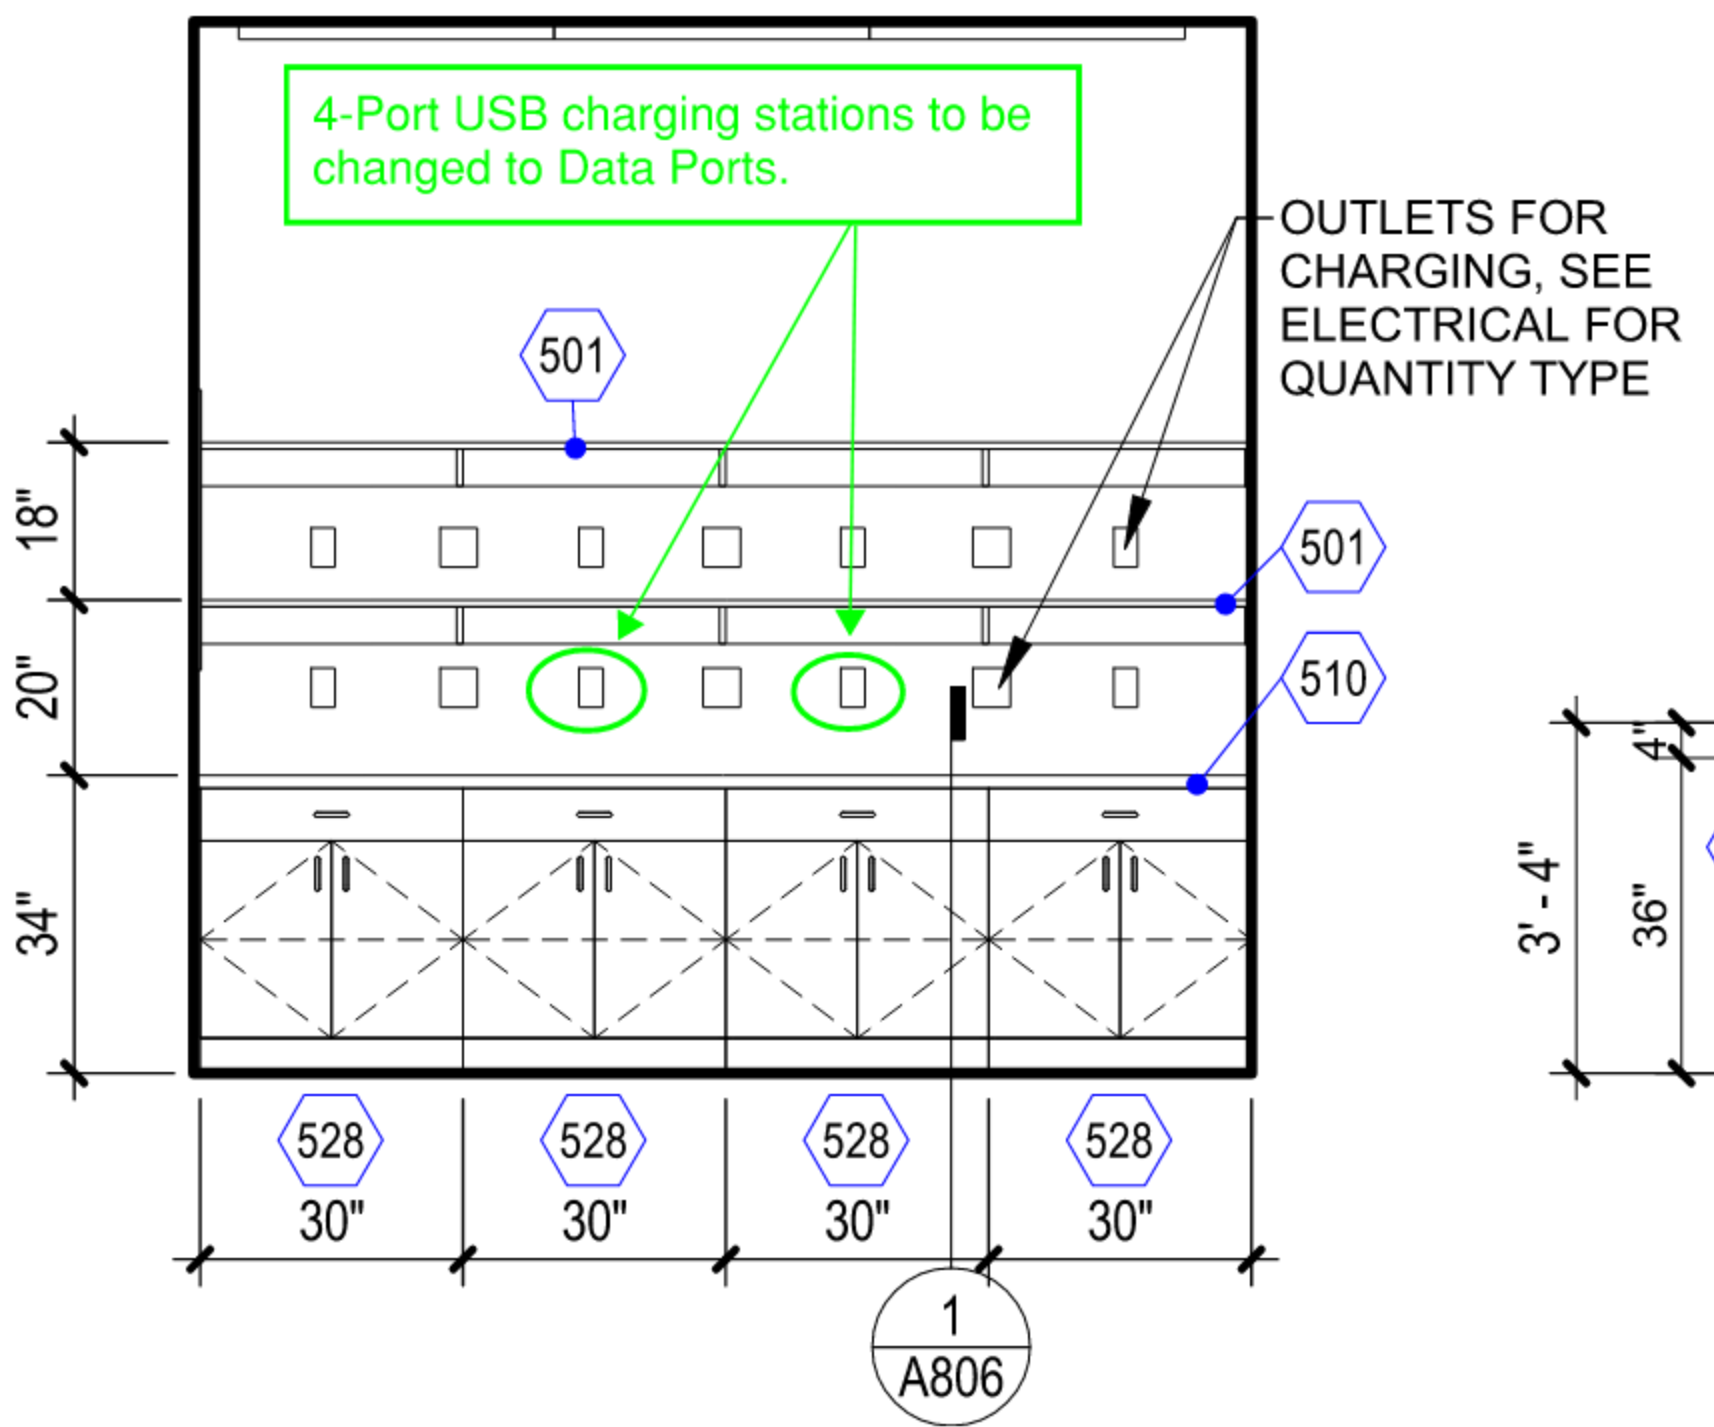 4-Port USB charging stations to be
changed to Data Ports.
OUTLETS FOR
CHARGING, SEE
ELECTRICAL FOR
QUANTITY TYPE
501
501
510
18"
20"
34"
4"
3' - 4"
36"
528
528
528
528
30"
30"
30"
30"
1
A806